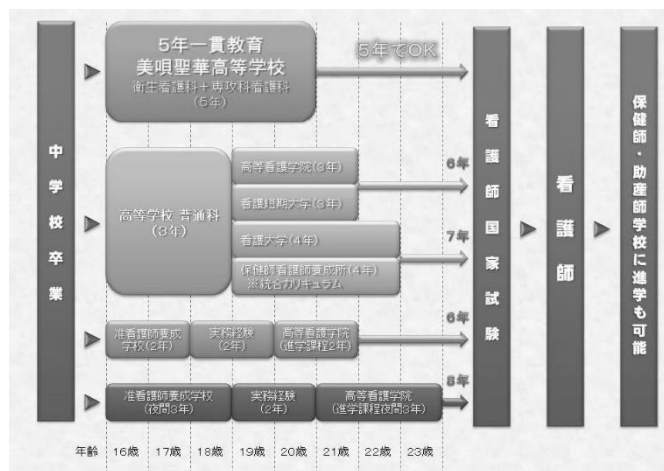 中学校卒業
5年一貫教育
美唄聖華高等学校
衛生看護科＋専攻科看護科
(5年)
5年でOK
高等学校 普通科
(3年)
高等看護学院(3年)
看護短期大学(3年)
看護大学(4年)
保健師看護師養成所(4年)
※統合カリキュラム
6年
7年
准看護師養成
学校(2年)
実務経験
(2年)
高等看護学院
(進学課程2年)
6年
准看護師養成学校
(夜間3年)
実務経験
(2年)
高等看護学院
(進学課程夜間3年)
8年
看護師国家試験
看護師
保健師・助産師学校に進学も可能
年齢 16歳 17歳 18歳 19歳 20歳 21歳 22歳 23歳